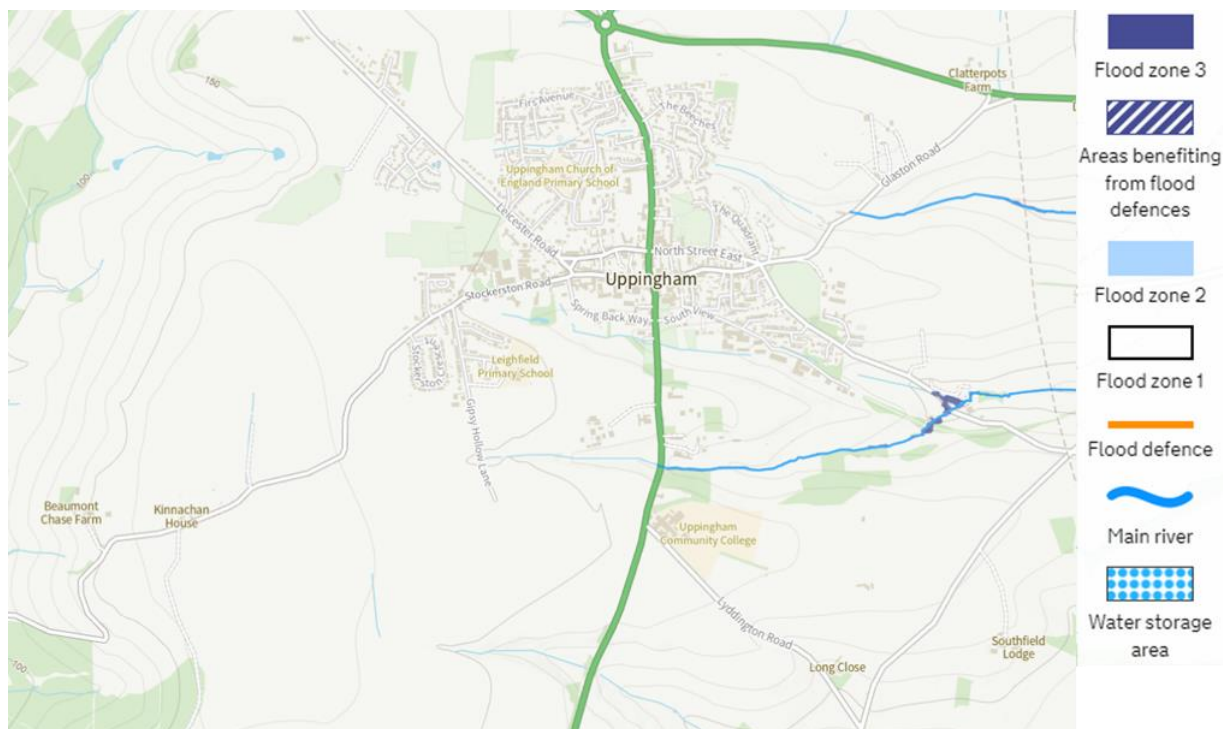 150
100
Firs Avenue
The Beeches
Clatterpots
Farm
Uppingham Church of
England Primary School
Glaston Road
Leicester Road
The Quadrant
North Street East
Uppingham
Stockerston Road
Spring Back Way
South View
Leighfield
Primary School
Stockerston Crescent
Gipsy Hollow Lane
Beaumont
Chase Farm
Kinnachan
House
Uppingham
Community College
Lyddington Road
Long Close
Southfield
Lodge
100
Flood zone 3
Areas benefiting
from flood
defences
Flood zone 2
Flood zone 1
Flood defence
Main river
Water storage
area